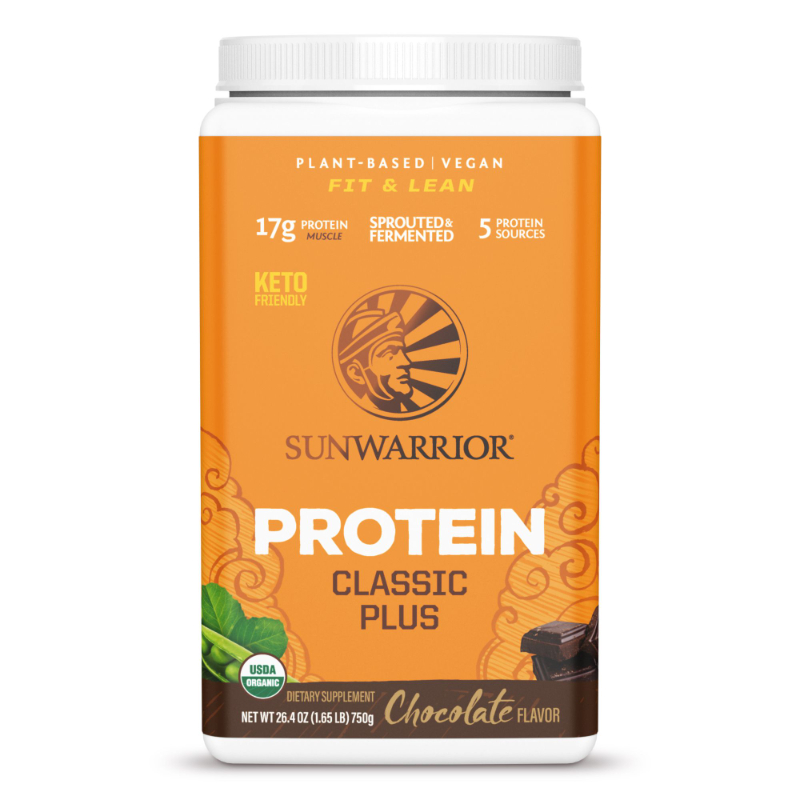 PLANT-BASED | VEGAN
FIT & LEAN
17g PROTEIN MUSCLE
SPROUTED & FERMENTED
5 PROTEIN SOURCES
KETO
FRIENDLY
SUNWARRIOR®
PROTEIN
CLASSIC
PLUS
USDA
ORGANIC
DIETARY SUPPLEMENT
NET WT 26.4 OZ (1.65 LB) 750g
Chocolate FLAVOR